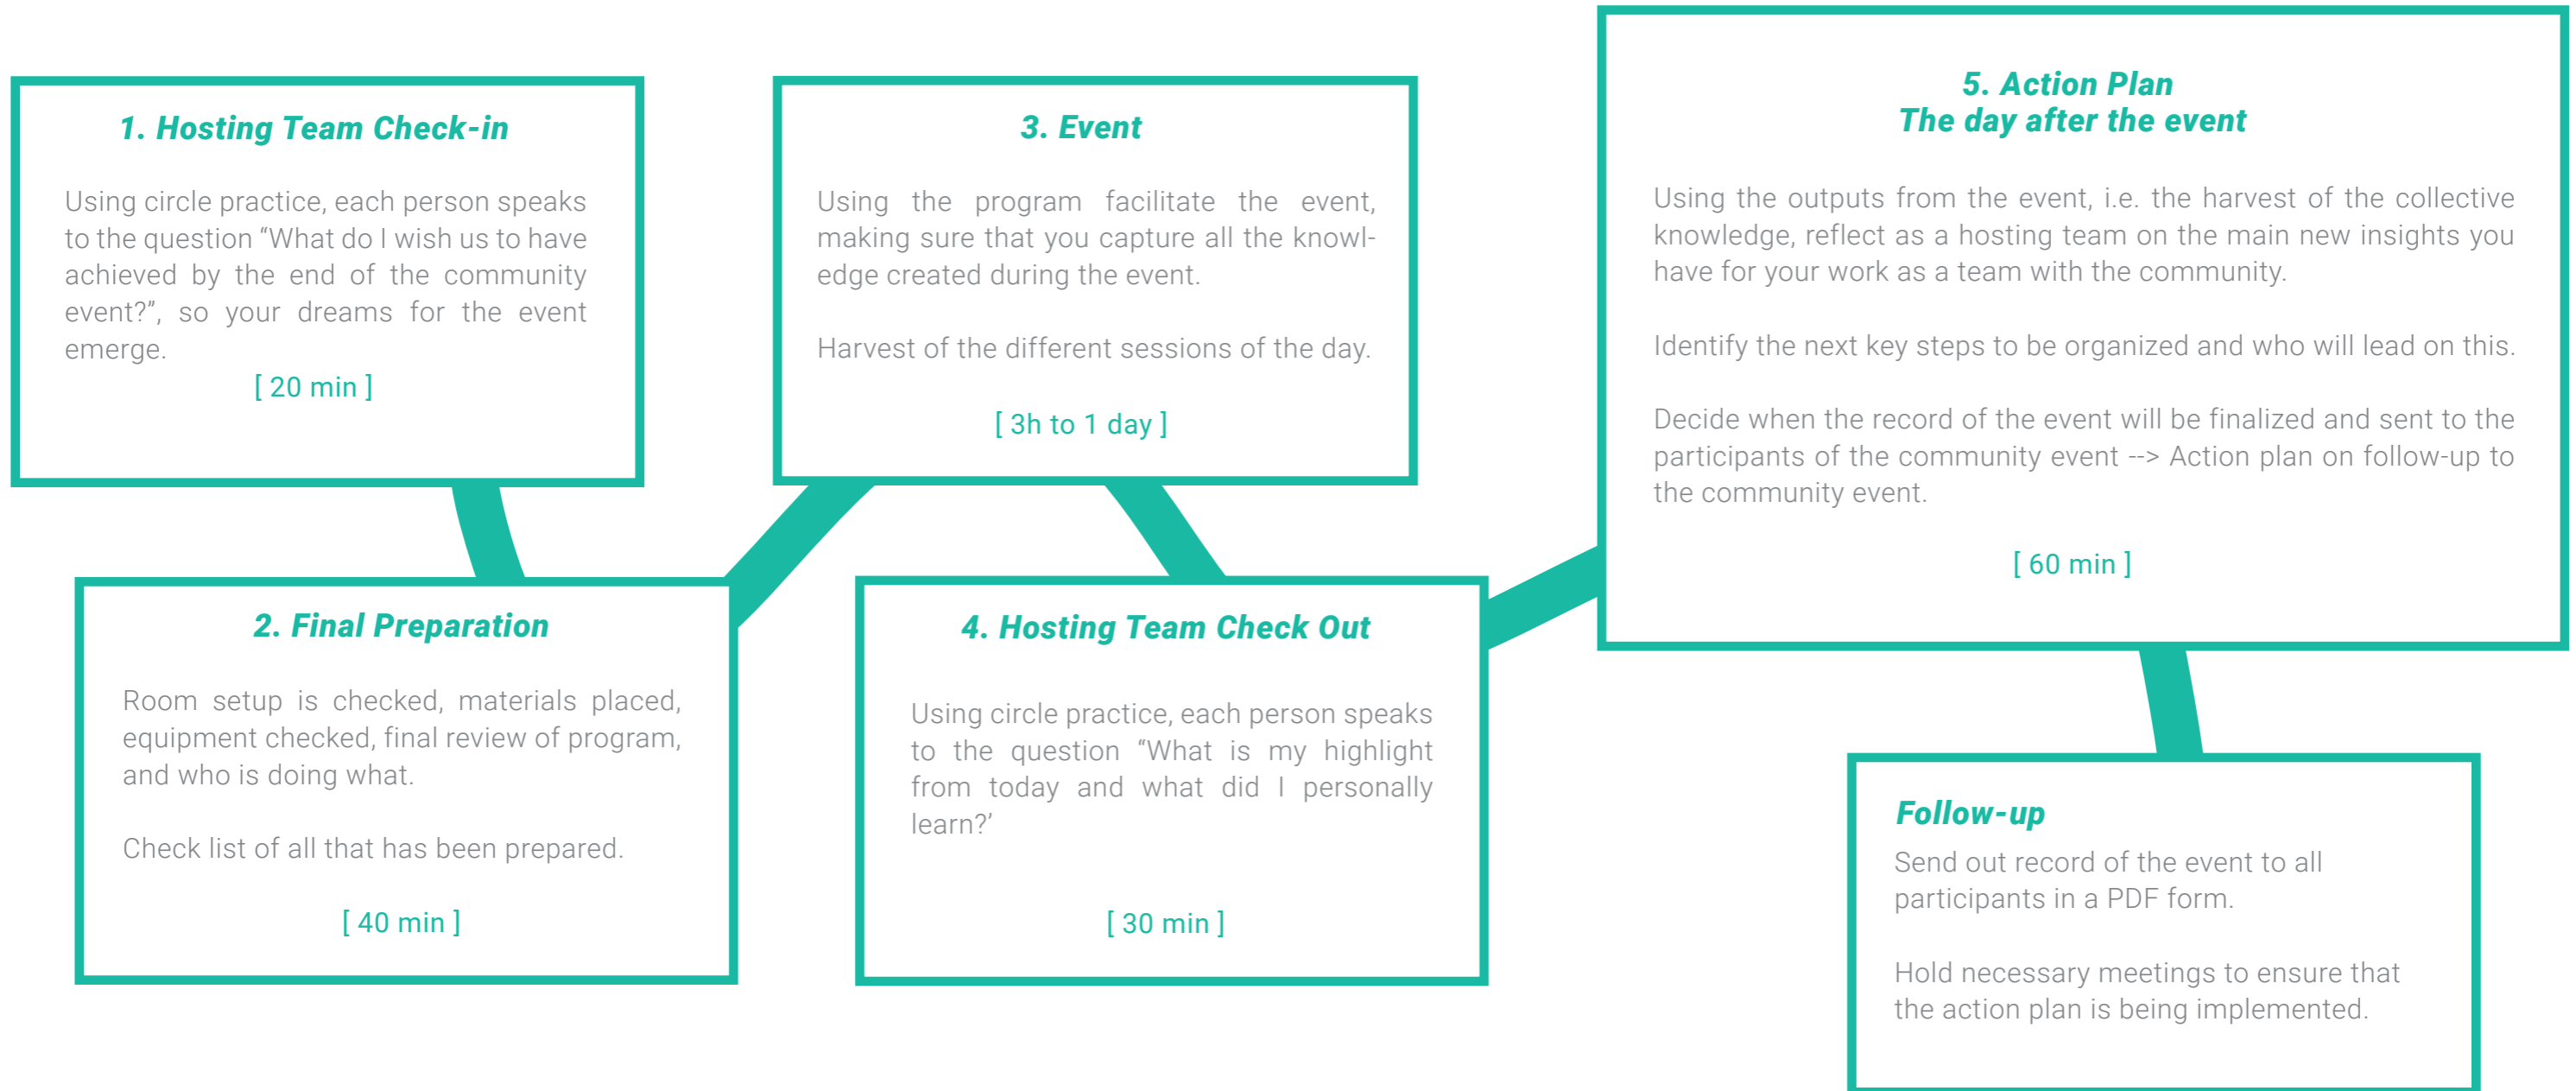 1. Hosting Team Check-in
Using circle practice, each person speaks
to the question “What do I wish us to have
achieved by the end of the community
event?”, so your dreams for the event
emerge.
[ 20 min ]
2. Final Preparation
Room setup is checked, materials placed,
equipment checked, final review of program,
and who is doing what.
Check list of all that has been prepared.
[ 40 min ]
3. Event
Using the program facilitate the event,
making sure that you capture all the knowl-
edge created during the event.
Harvest of the different sessions of the day.
[ 3h to 1 day ]
4. Hosting Team Check Out
Using circle practice, each person speaks
to the question “What is my highlight
from today and what did I personally
learn?’
[ 30 min ]
5. Action Plan
The day after the event
Using the outputs from the event, i.e. the harvest of the collective
knowledge, reflect as a hosting team on the main new insights you
have for your work as a team with the community.
Identify the next key steps to be organized and who will lead on this.
Decide when the record of the event will be finalized and sent to the
participants of the community event --> Action plan on follow-up to
the community event.
[ 60 min ]
Follow-up
Send out record of the event to all
participants in a PDF form.
Hold necessary meetings to ensure that
the action plan is being implemented.